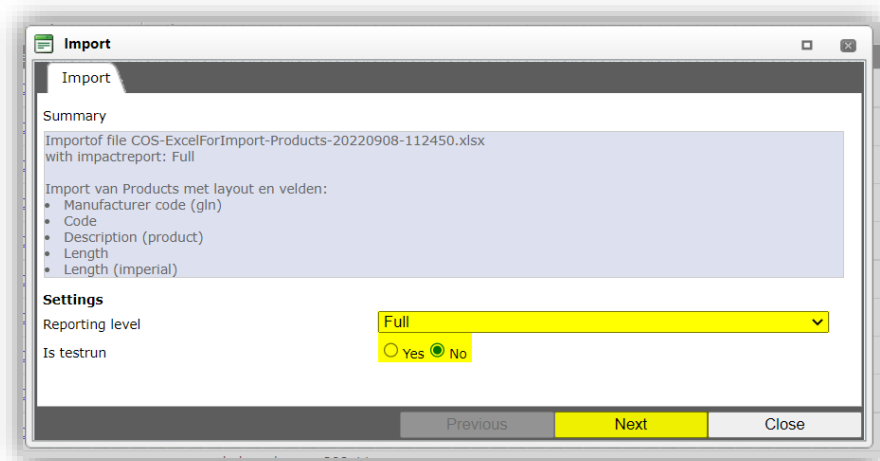 Import
Import
Summary
Importof file COS-ExcelForImport-Products-20220908-112450.xlsx
with impactreport: Full
Import van Products met layout en velden:
• Manufacturer code (gln)
• Code
• Description (product)
• Length
• Length (imperial)
Settings
Reporting level Full
Is testrun Yes No
Previous Next Close